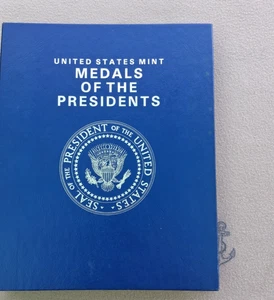 UNITED STATES MINT
MEDALS
OF THE
PRESIDENTS
SEAL OF THE PRESIDENT OF THE UNITED STATES